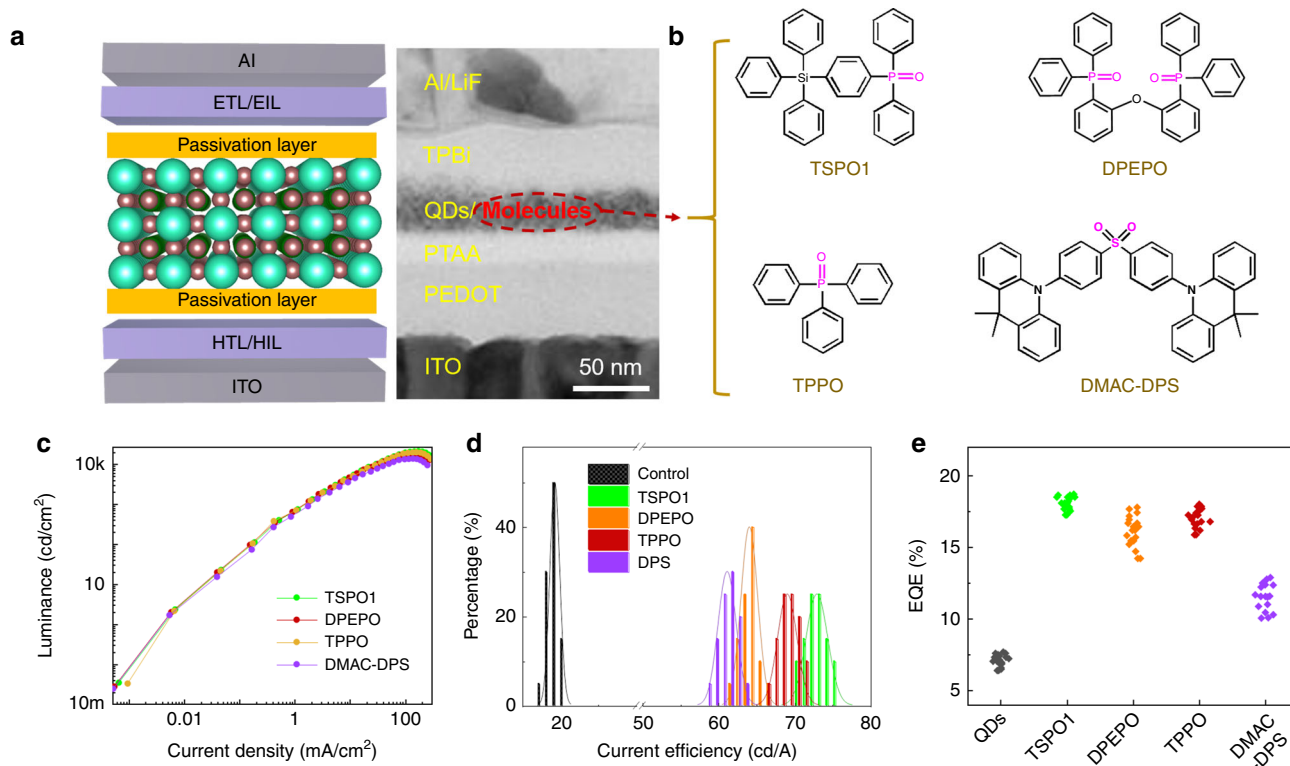 a
Al
ETL/EIL
Passivation layer
Passivation layer
HTL/HIL
ITO
Al/LiF
TPBi
QDs/ Molecules
PTAA
PEDOT
ITO
50 nm
b
Si
P
O
TSPO1
P
O
O
P
O
DPEPO
O
P
TPPO
O
O
S
N
N
DMAC-DPS
c
Luminance (cd/cm²)
10k
10
10m
TSPO1
DPEPO
TPPO
DMAC-DPS
0.01
1
100
Current density (mA/cm²)
d
Percentage (%)
40
20
0
Control
TSPO1
DPEPO
TPPO
DPS
20
50
60
70
80
Current efficiency (cd/A)
e
EQE (%)
20
15
10
5
QDs
TSPO1
DPEPO
TPPO
DMAC
-DPS